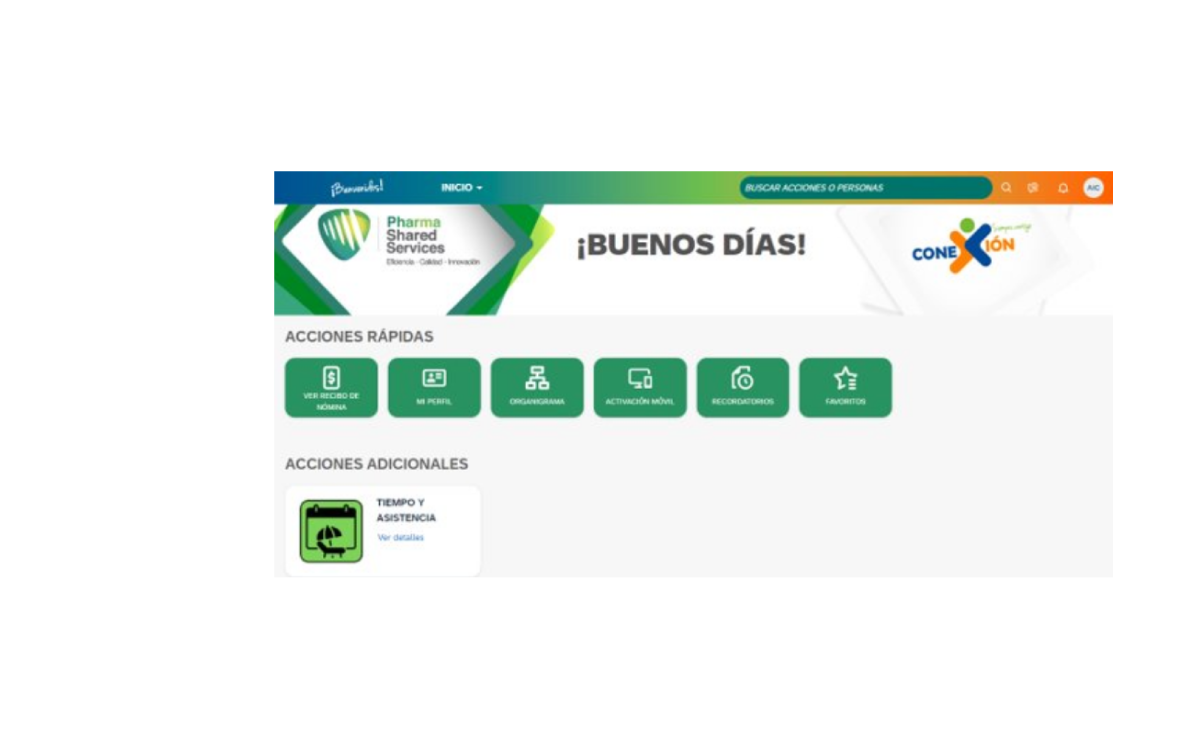 ¡Bienvenidos!
INICIO
BUSCAR ACCIONES O PERSONAS
AIC
Pharma
Shared
Services
Eficiencia - Calidad - Innovación
¡BUENOS DÍAS!
CONEXIÓN
ACCIONES RÁPIDAS
VER RECIBO DE
NÓMINA
MI PERFIL
ORGANIGRAMA
ACTIVACIÓN MÓVIL
RECORDATORIOS
FAVORITOS
ACCIONES ADICIONALES
TIEMPO Y
ASISTENCIA
Ver detalles